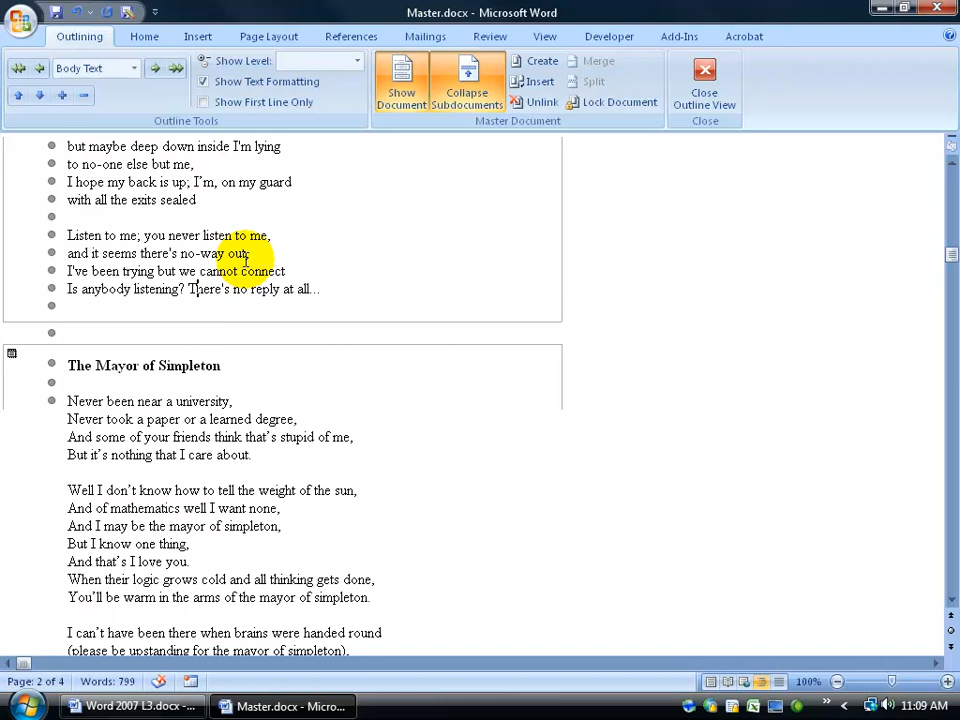 Master.docx - Microsoft Word
Outlining Home Insert Page Layout References Mailings Review View Developer Add-Ins Acrobat
Body Text
Show Level:
Show Text Formatting
Show First Line Only
Outline Tools
Show Document
Collapse Subdocuments
Create Merge
Insert Split
Unlink Lock Document
Master Document
Close Outline View
Close
but maybe deep down inside I'm lying
to no-one else but me,
I hope my back is up; I'm, on my guard
with all the exits sealed
Listen to me; you never listen to me,
and it seems there's no-way out,
I've been trying but we cannot connect
Is anybody listening? There's no reply at all...
The Mayor of Simpleton
Never been near a university,
Never took a paper or a learned degree,
And some of your friends think that's stupid of me,
But it's nothing that I care about.
Well I don't know how to tell the weight of the sun,
And of mathematics well I want none,
And I may be the mayor of simpleton,
But I know one thing,
And that's I love you.
When their logic grows cold and all thinking gets done,
You'll be warm in the arms of the mayor of simpleton.
I can't have been there when brains were handed round
(please be upstanding for the mayor of simpleton),
Page: 2 of 4 Words: 799 100%
Word 2007 L3.docx -... Master.docx - Micros... 11:09 AM